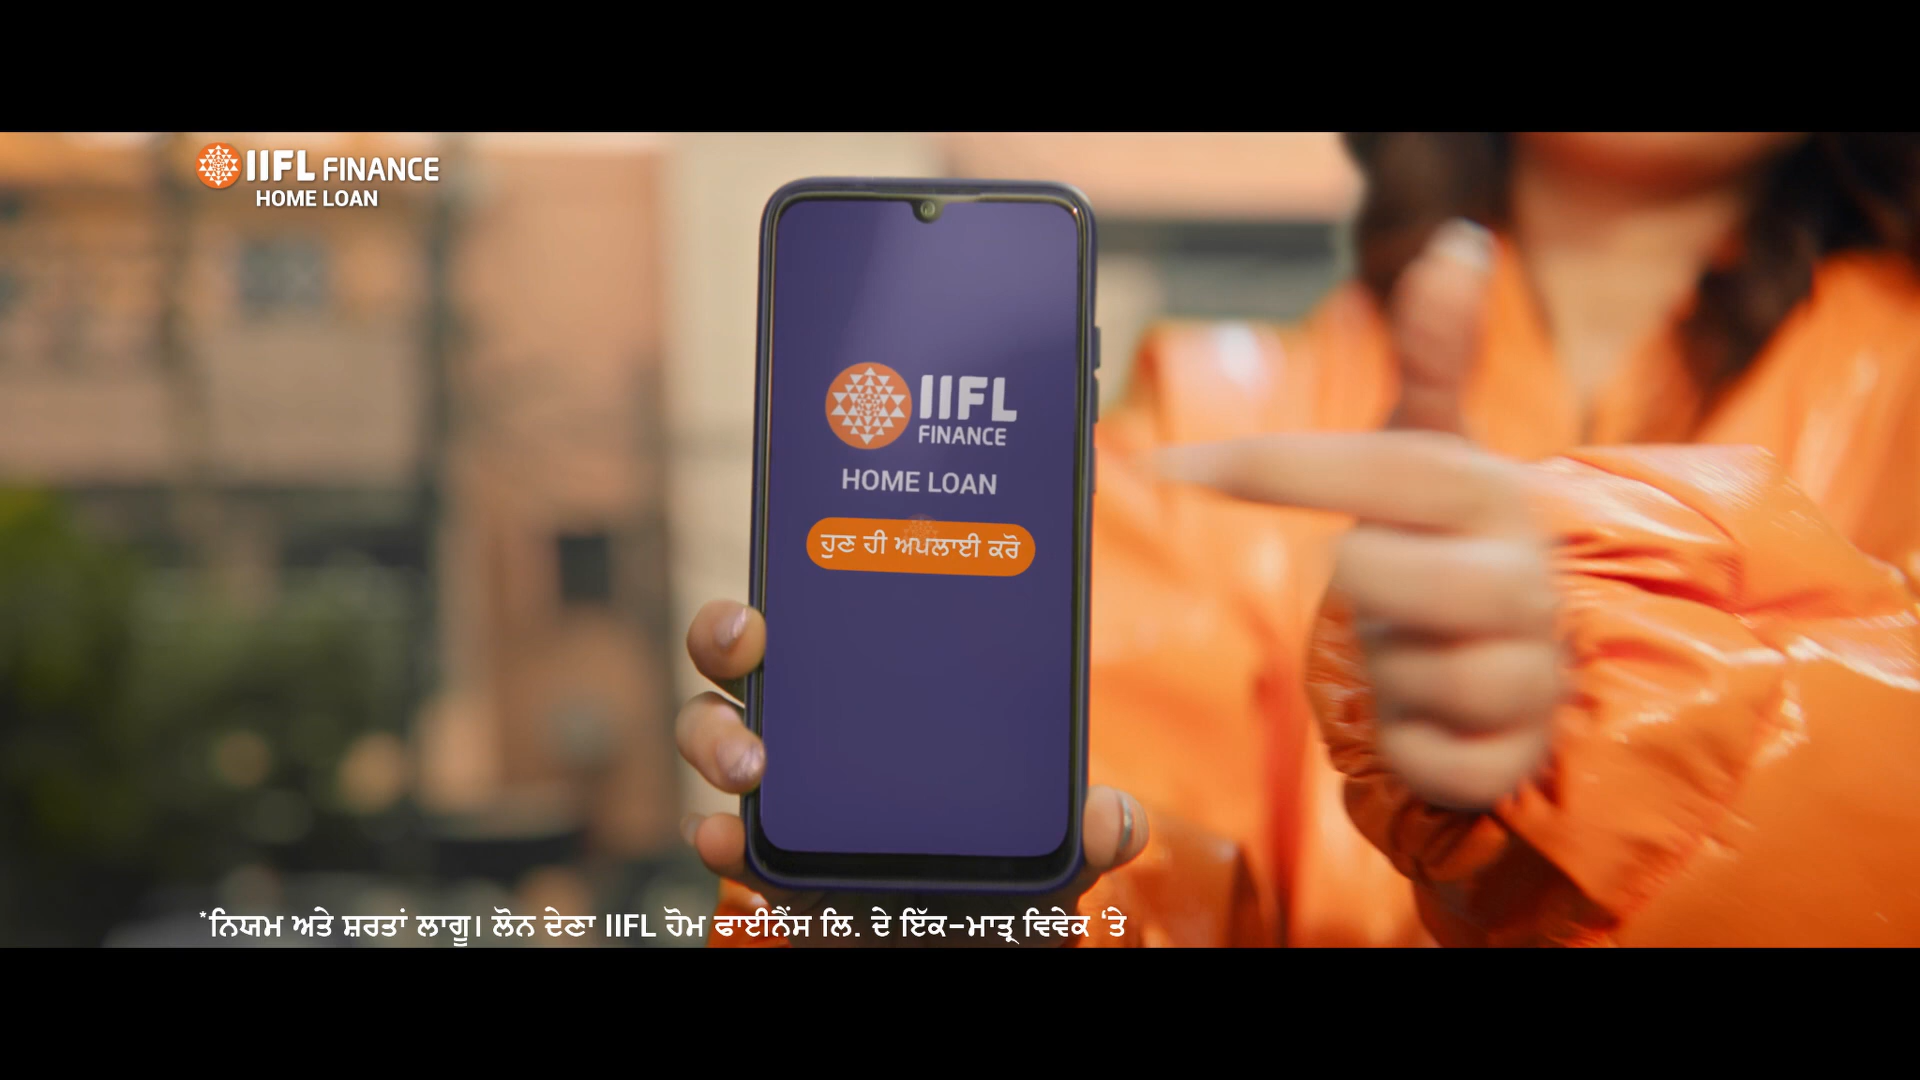 IIFL FINANCE
HOME LOAN
IIFL
FINANCE
HOME LOAN
ਹੁਣ ਹੀ ਅਪਲਾਈ ਕਰੋ
*ਨਿਯਮ ਅਤੇ ਸ਼ਰਤਾਂ ਲਾਗੂ। ਲੋਨ ਦੇਣਾ IIFL ਹੋਮ ਫਾਈਨੈਂਸ ਲਿ. ਦੇ ਇੱਕ-ਮਾਤ੍ਰ ਵਿਵੇਕ ‘ਤੇ